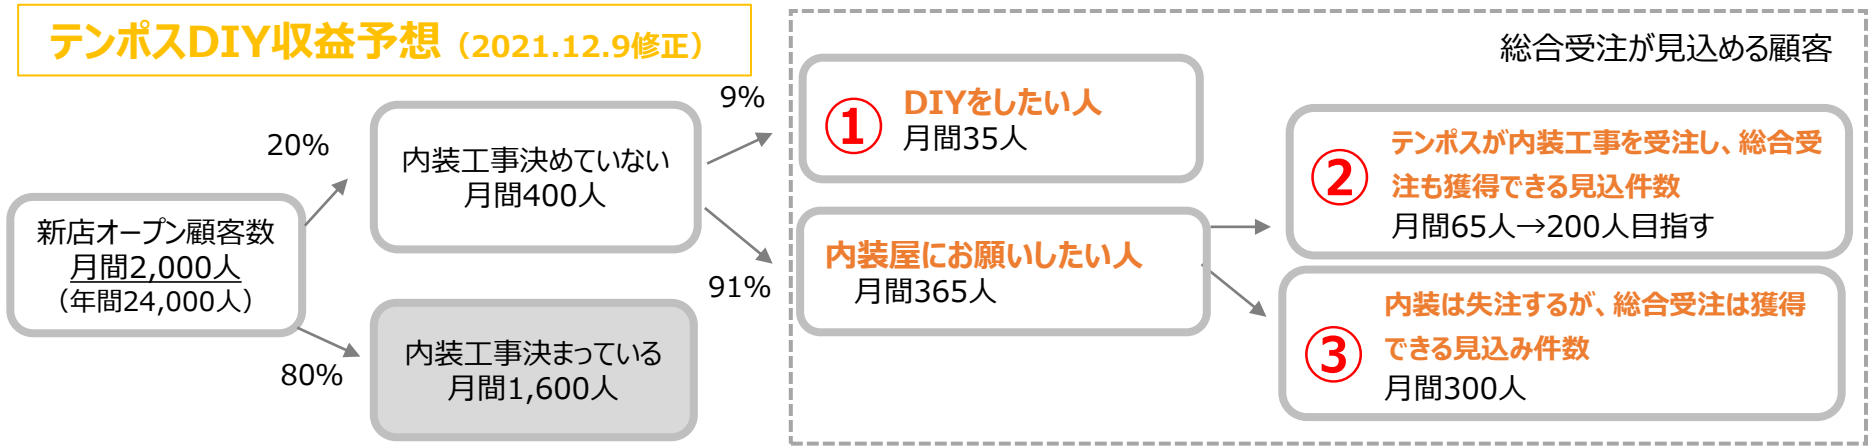 テンポスDIY収益予想(2021.12.9修正)
総合受注が見込める顧客
新店オープン顧客数
月間2,000人
(年間24,000人)
20%
80%
内装工事決めていない
月間400人
内装工事決まっている
月間1,600人
9%
91%
① DIYをしたい人
月間35人
内装屋にお願いしたい人
月間365人
② テンポスが内装工事を受注し、総合受
注も獲得できる見込件数
月間65人→200人目指す
③ 内装は失注するが、総合受注は獲得
できる見込み件数
月間300人